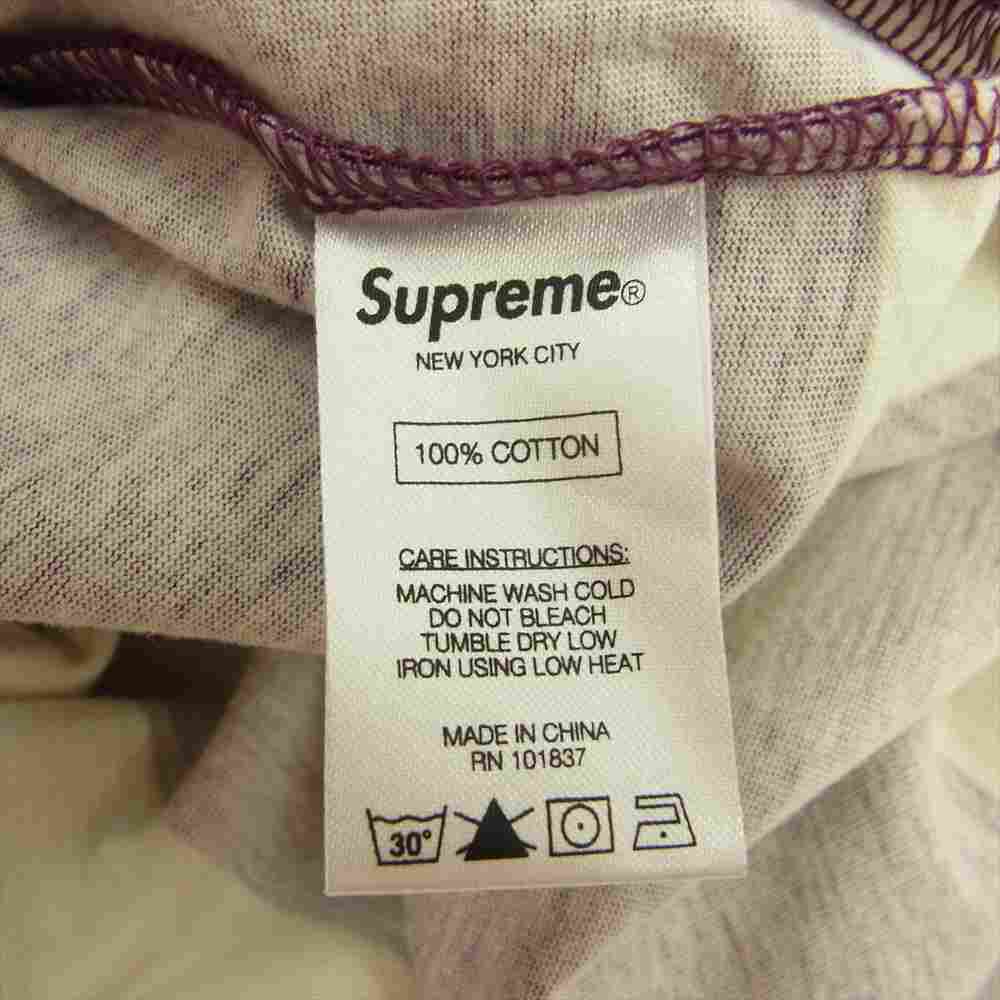 Supreme®
NEW YORK CITY
100% COTTON
CARE INSTRUCTIONS:
MACHINE WASH COLD
DO NOT BLEACH
TUMBLE DRY LOW
IRON USING LOW HEAT
MADE IN CHINA
RN 101837
30°